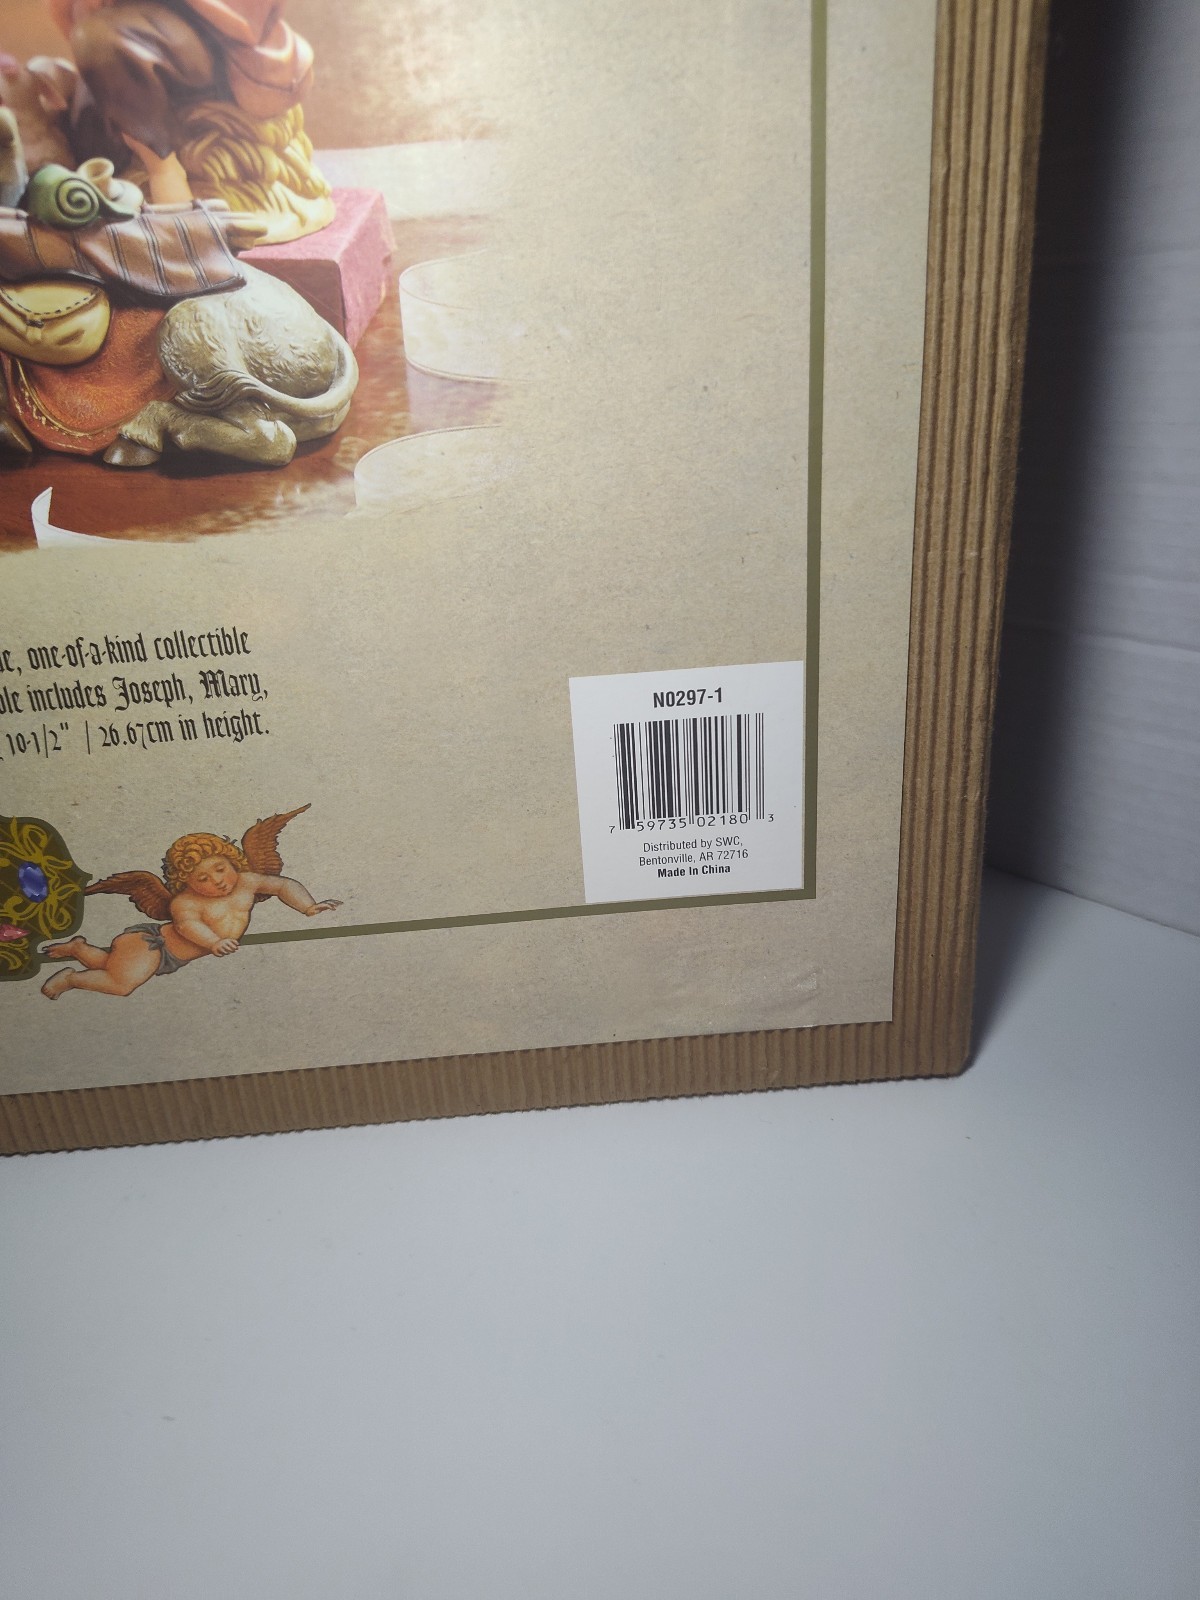 one-of-a-kind collectible
includes Joseph, Mary,
10-1/2" | 26.67cm in height.
N0297-1
7 59735 02180 3
Distributed by SWC,
Bentonville, AR 72716
Made In China